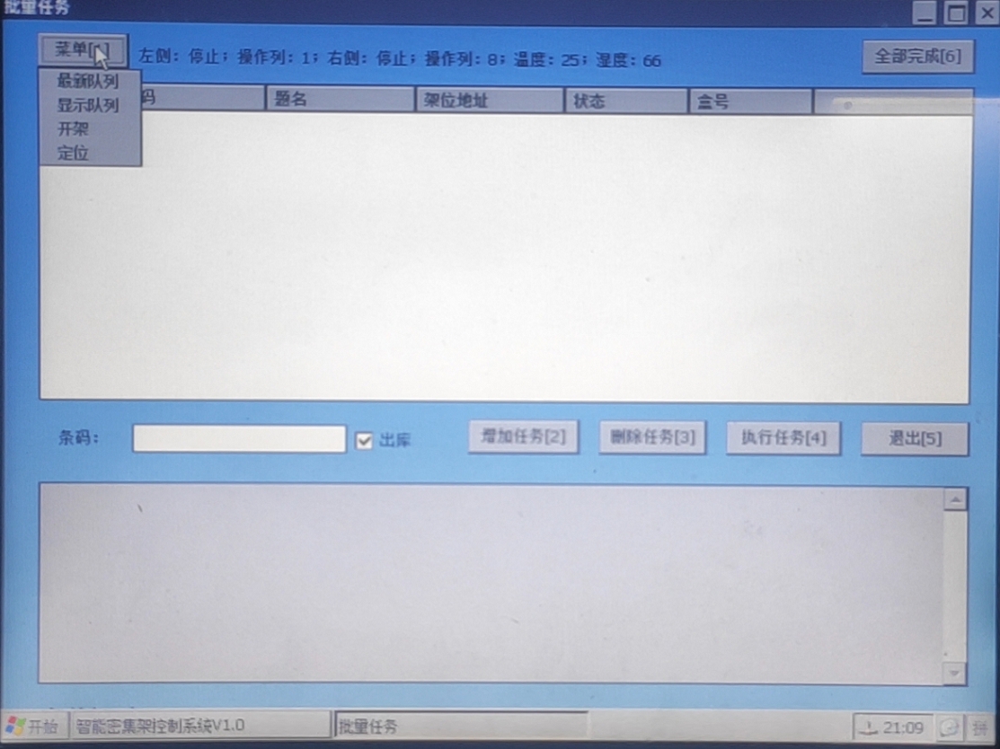 批量任务
菜单[1]
左侧：停止；操作列：1；右侧：停止；操作列：8；温度：25；湿度：66
全部完成[6]
最新队列
显示队列
开架
定位
码 题名 架位地址 状态 盒号
条码：
出库
增加任务[2] 删除任务[3] 执行任务[4] 退出[5]
开始 智能密集架控制系统V1.0 批量任务 21:09 拼